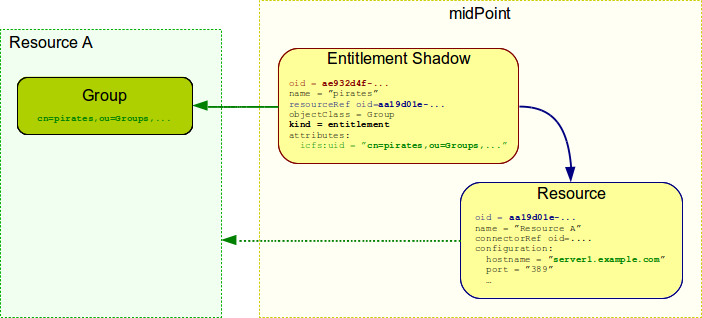 midPoint
Resource A
Entitlement Shadow
oid = ae932d4f-...
name = "pirates"
resourceRef oid=aa19d01e-...
objectClass = Group
kind = entitlement
attributes:
icfs:uid = "cn=pirates,ou=Groups,..."
Group
cn=pirates,ou=Groups,...
Resource
oid = aa19d01e-...
name = "Resource A"
connectorRef oid=....
configuration:
hostname = "server1.example.com"
port = "389"
…